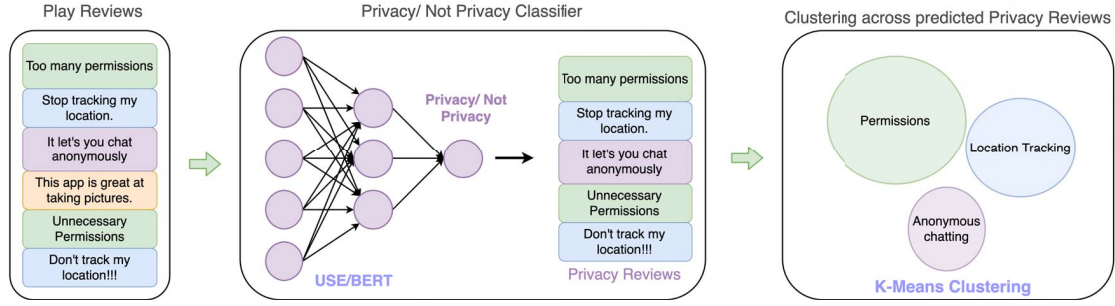 Play Reviews
Too many permissions
Stop tracking my
location.
It let's you chat
anonymously
This app is great at
taking pictures.
Unnecessary
Permissions
Don't track my
location!!!
Privacy/ Not Privacy Classifier
Privacy/ Not
Privacy
USE/BERT
Too many permissions
Stop tracking my
location.
It let's you chat
anonymously
Unnecessary
Permissions
Don't track my
location!!!
Privacy Reviews
Clustering across predicted Privacy Reviews
Permissions
Location Tracking
Anonymous
chatting
K-Means Clustering